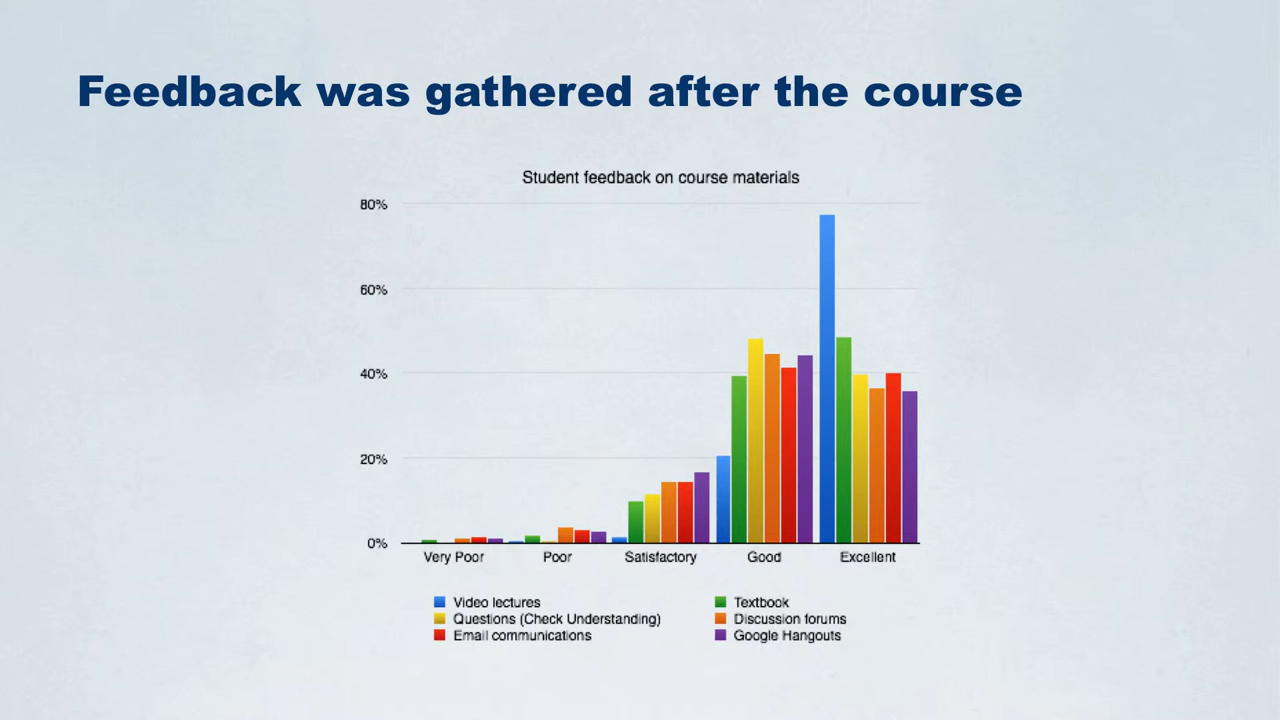 Feedback was gathered after the course
Student feedback on course materials
80%
60%
40%
20%
0%
Very Poor Poor Satisfactory Good Excellent
Video lectures Textbook
Questions (Check Understanding) Discussion forums
Email communications Google Hangouts